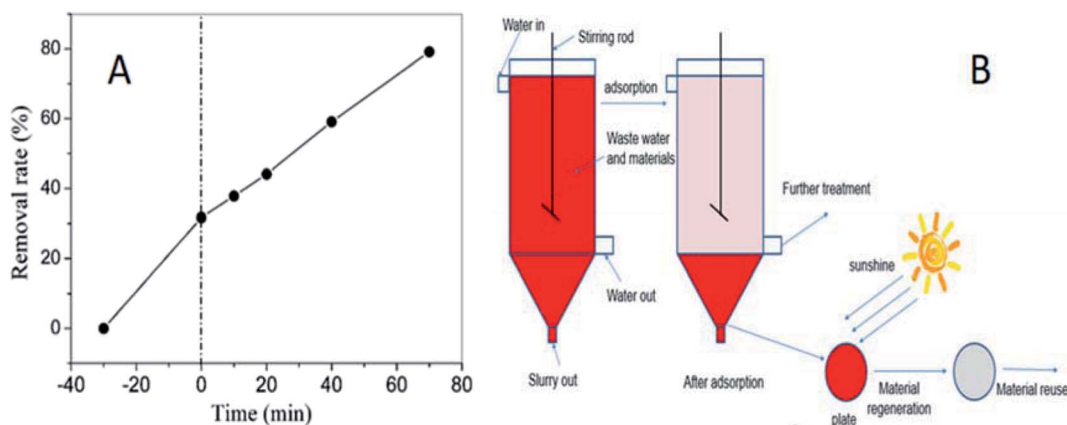 A
Removal rate (%)
80
60
40
20
0
-40
-20
0
20
40
60
80
Time (min)
B
Water in
Stirring rod
adsorption
Waste water
and materials
Further treatment
sunshine
Water out
Slurry out
After adsorption
plate
Material
regeneration
Material reuse